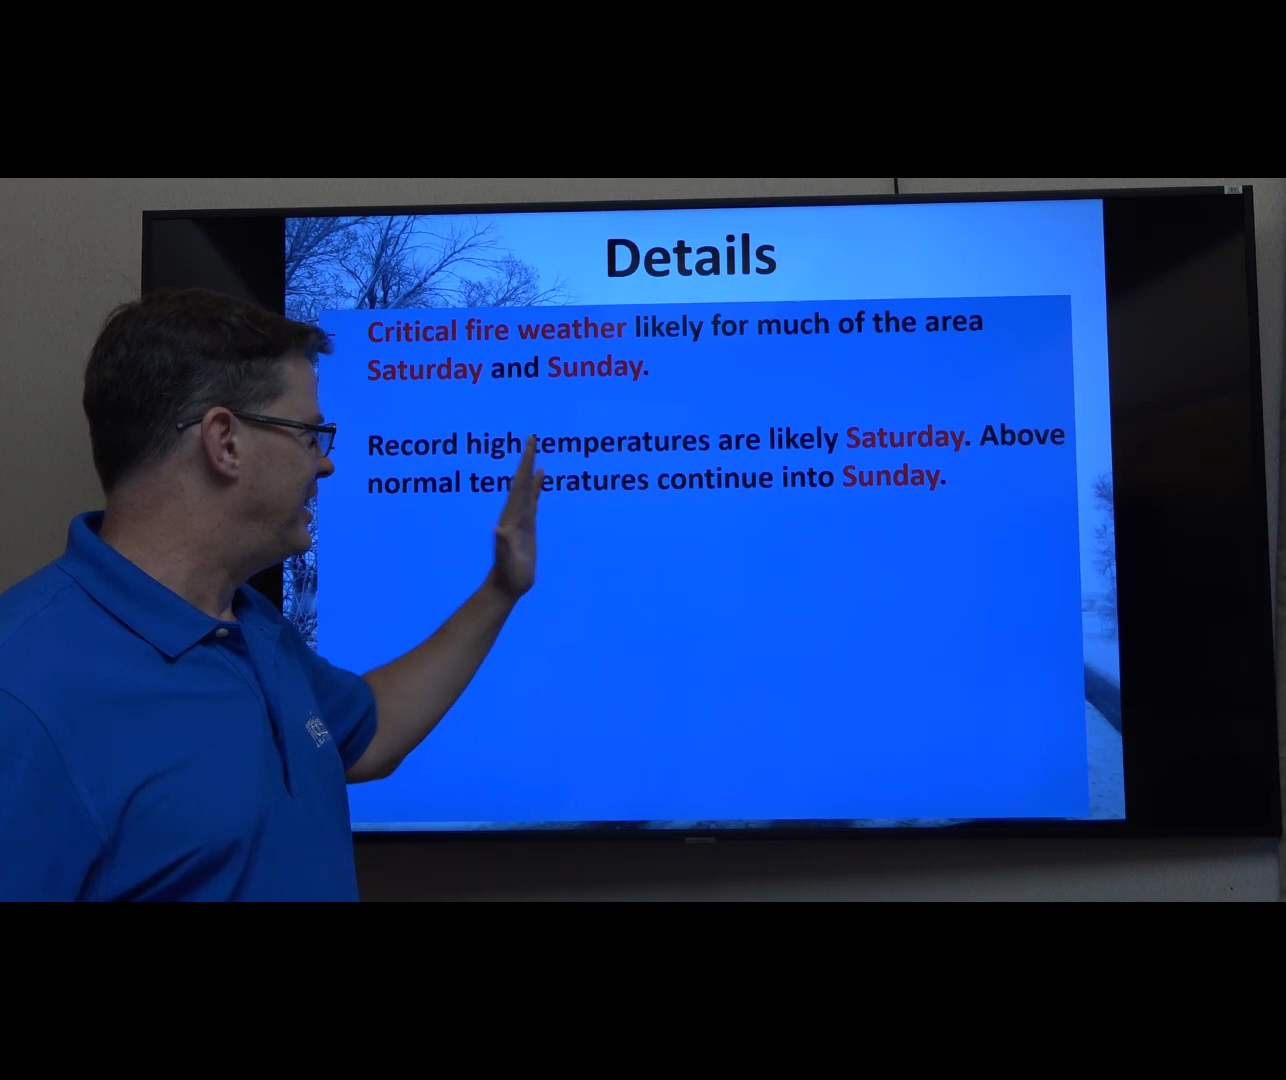 Details
- Critical fire weather likely for much of the area
Saturday and Sunday.
Record high temperatures are likely Saturday. Above
normal temperatures continue into Sunday.